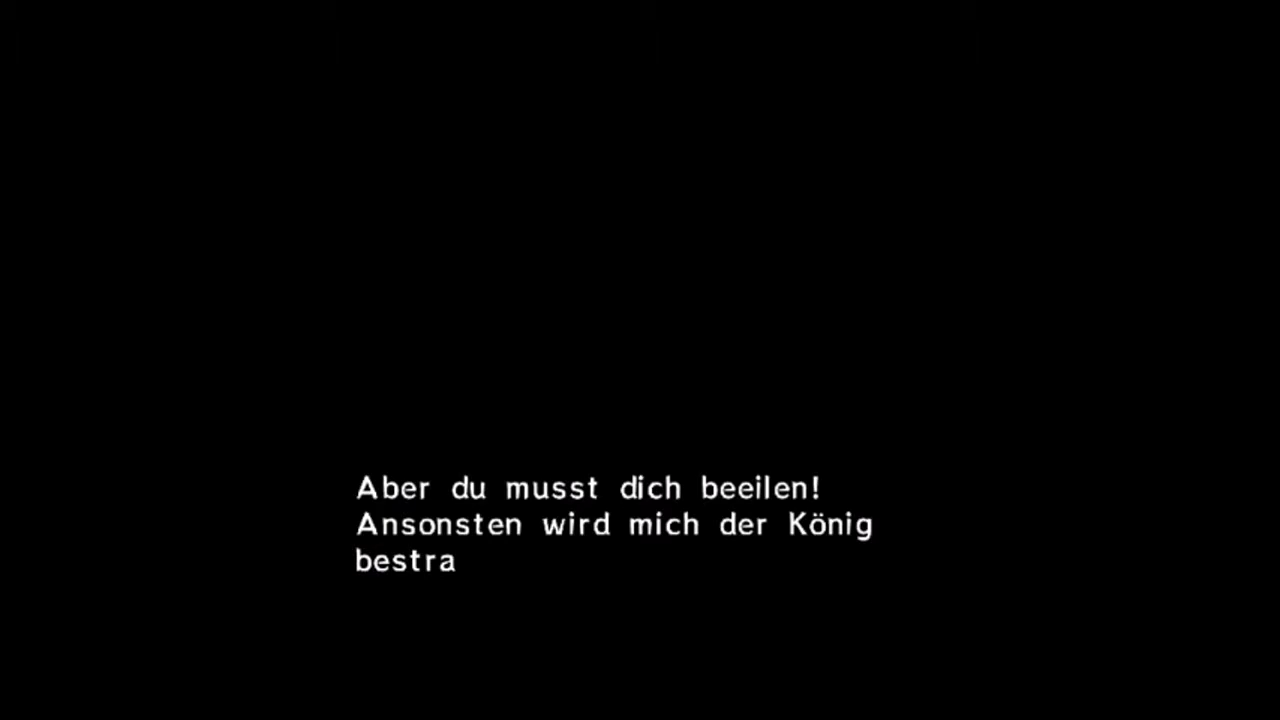 Aber du musst dich beeilen!
Ansonsten wird mich der König
bestra